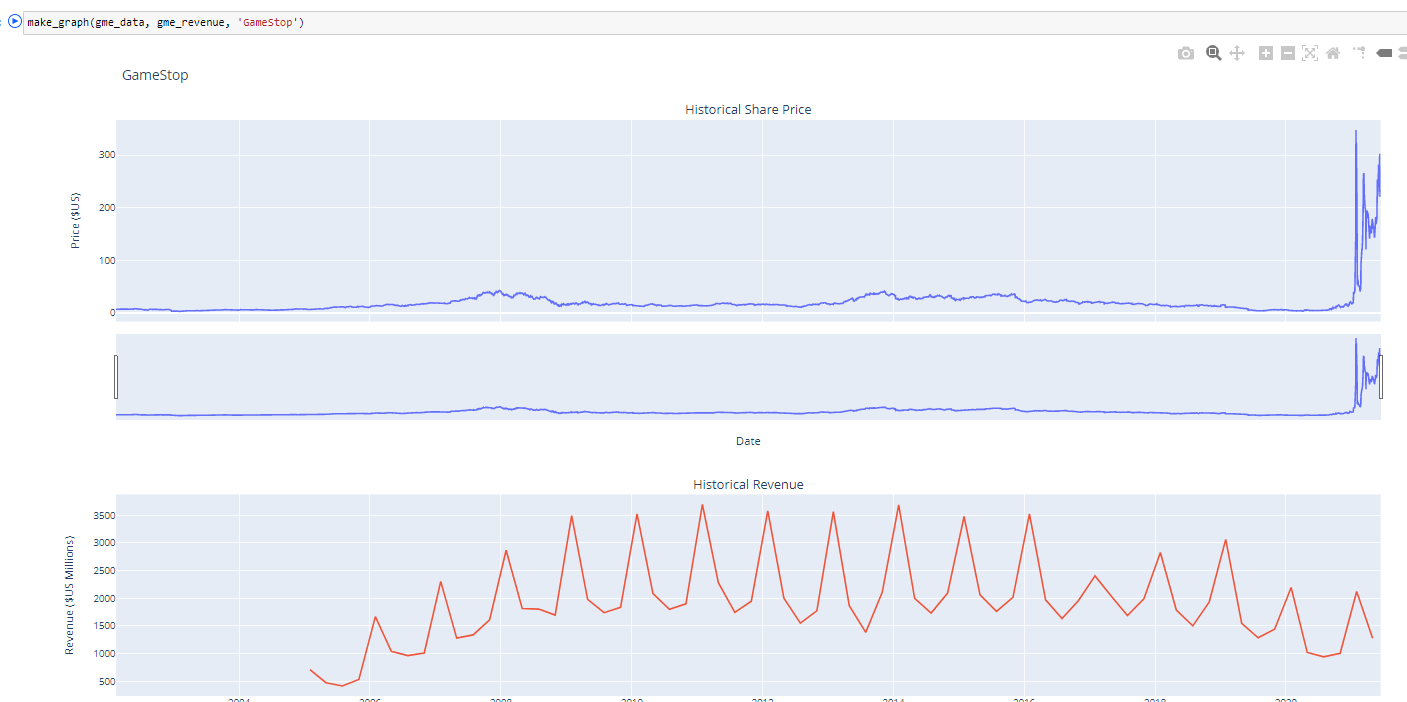 make_graph(gme_data, gme_revenue, 'GameStop')
GameStop
Historical Share Price
300
200
100
0
Price ($US)
Date
Historical Revenue
3500
3000
2500
2000
1500
1000
500
Revenue ($US Millions)
2004 2006 2008 2010 2012 2014 2016 2018 2020